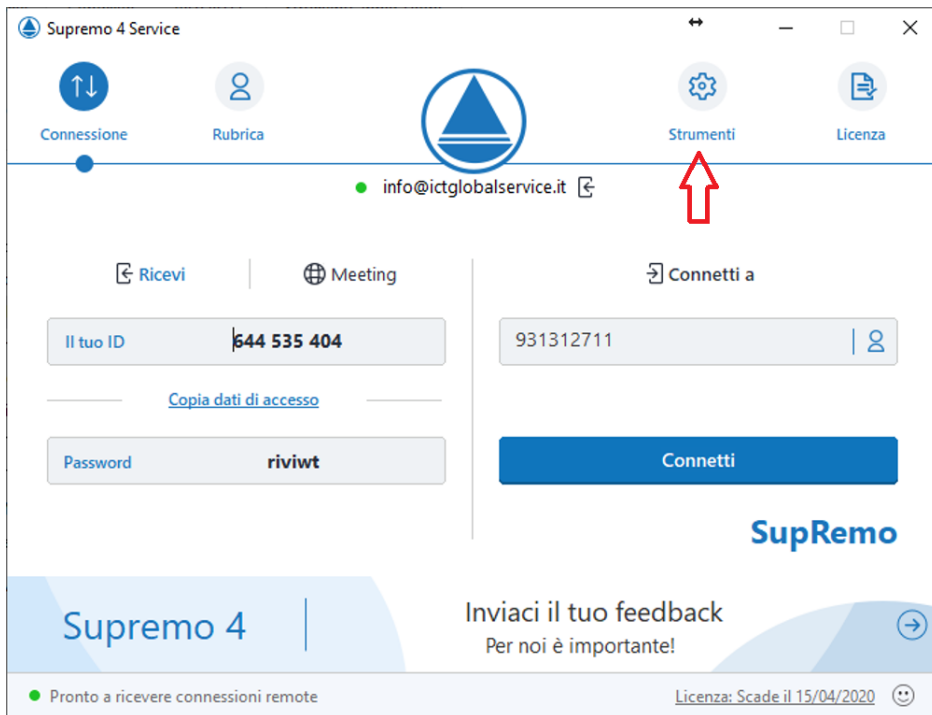 Supremo 4 Service
Connessione
Rubrica
Strumenti
Licenza
info@ictglobalservice.it
Ricevi
Meeting
Connetti a
Il tuo ID
644 535 404
931312711
Copia dati di accesso
Password
riviwt
Connetti
SupRemo
Supremo 4
Inviaci il tuo feedback
Per noi è importante!
Pronto a ricevere connessioni remote
Licenza: Scade il 15/04/2020